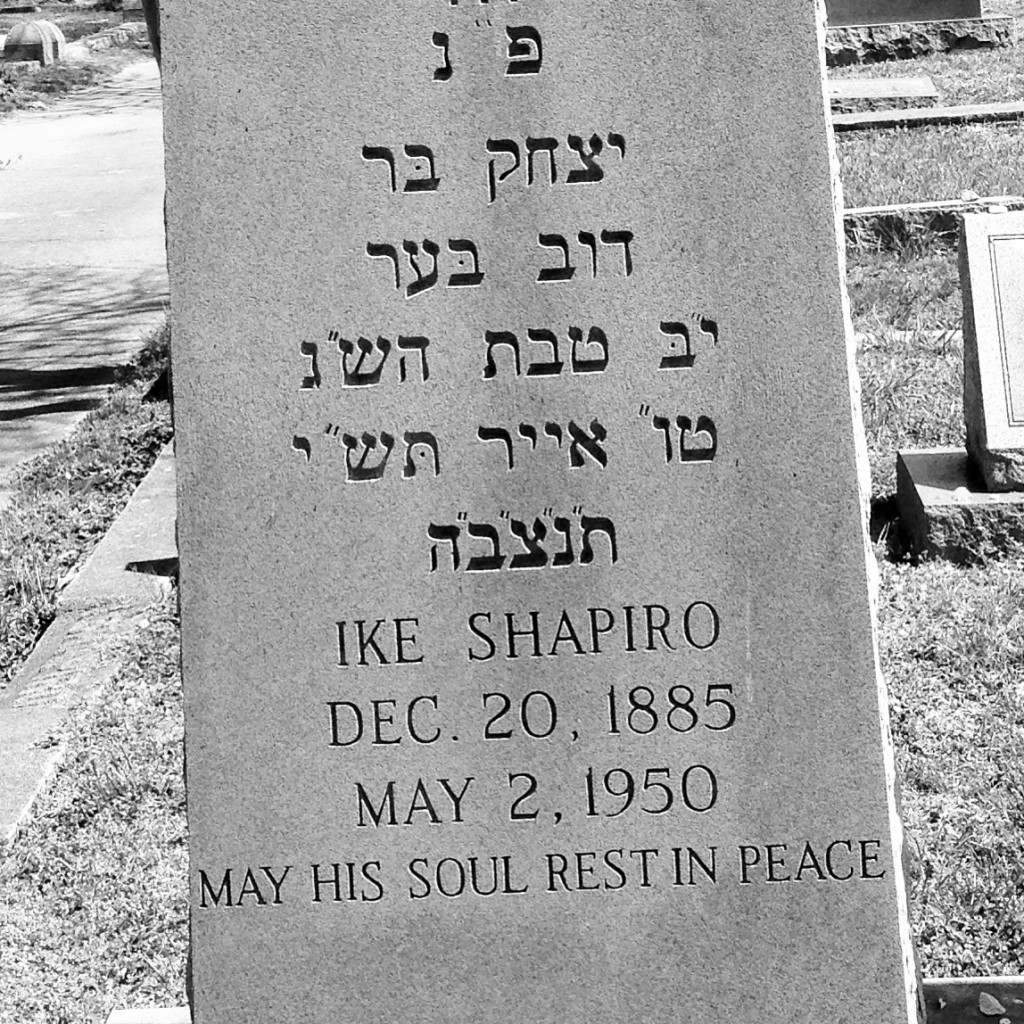 פ"נ
יצחק בר
דוב בער
י"ב טבת הש"נ
טו" אייר תש"י
ת"נ"צ"ב"ה
IKE SHAPIRO
DEC. 20, 1885
MAY 2, 1950
MAY HIS SOUL REST IN PEACE